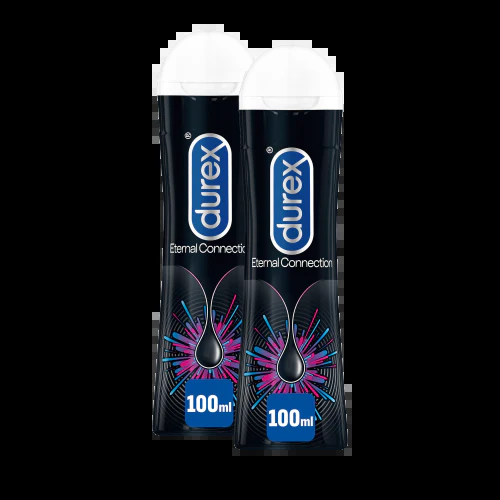 durex
®
Eternal Connectio
100ml
durex
®
Eternal Connection
100ml